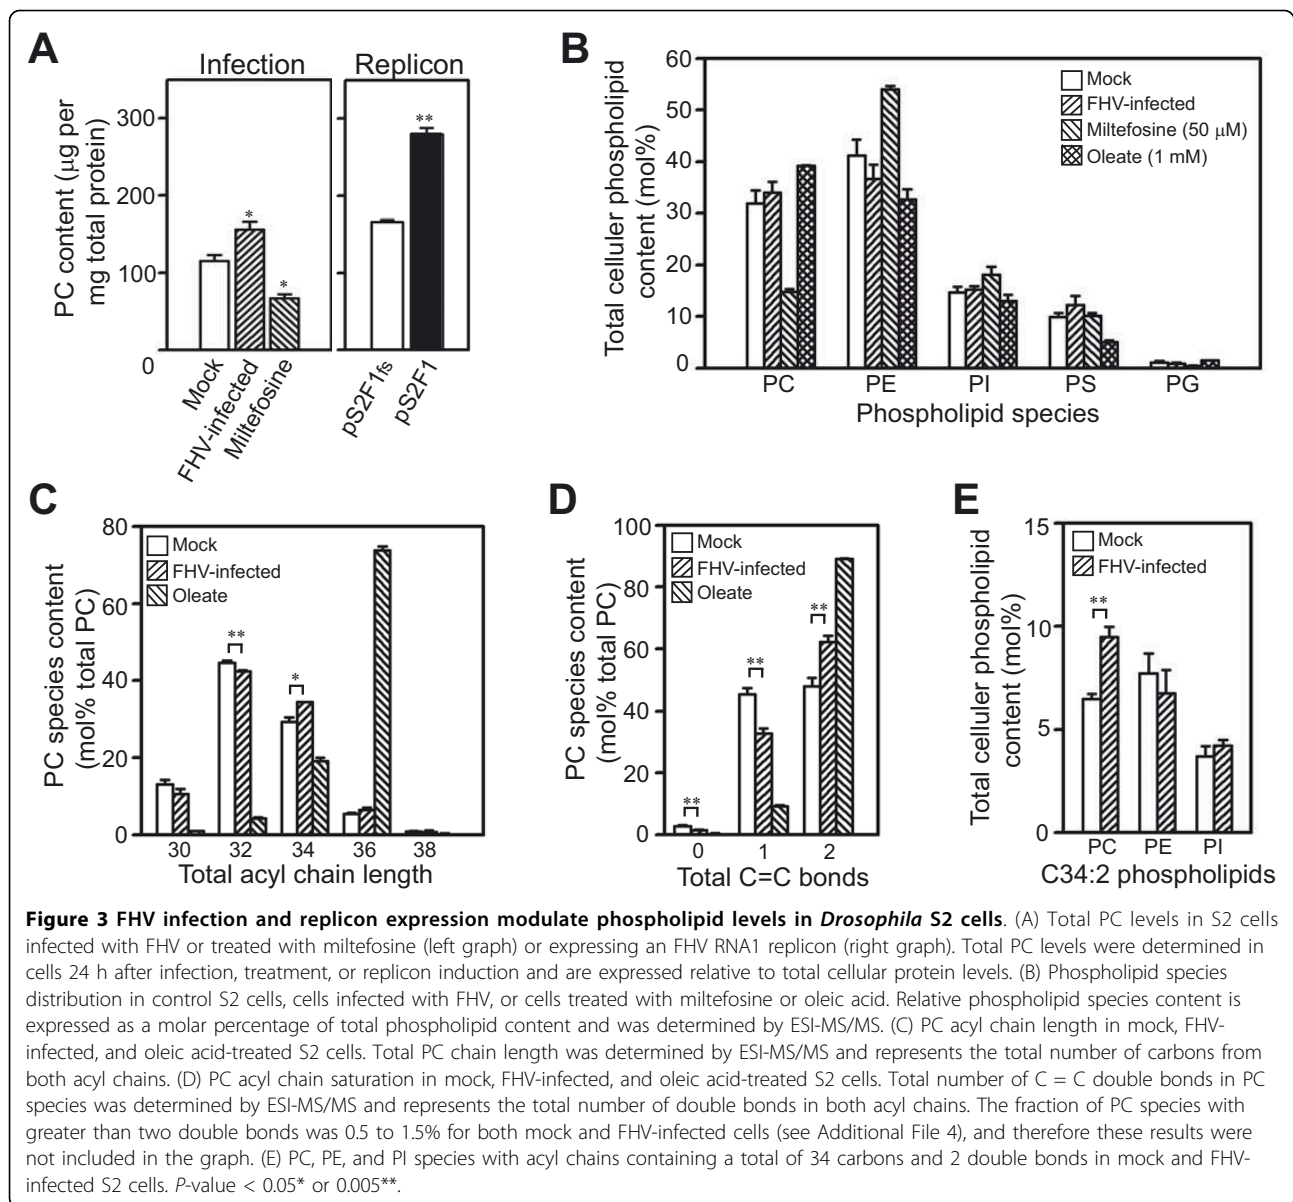 A
Infection
Replicon
PC content (μg per
mg total protein)
300
200
100
0
*
*
**
Mock
FHV-infected
Miltefosine
pS2F1fs
pS2F1
B
Total celluler phospholipid
content (mol%)
60
50
40
30
20
10
0
Mock
FHV-infected
Miltefosine (50 μM)
Oleate (1 mM)
PC
PE
PI
PS
PG
Phospholipid species
C
PC species content
(mol% total PC)
80
60
40
20
0
Mock
FHV-infected
Oleate
**
*
30
32
34
36
38
Total acyl chain length
D
PC species content
(mol% total PC)
100
80
60
40
20
0
Mock
FHV-infected
Oleate
**
**
**
0
1
2
Total C=C bonds
E
Total celluler phospholipid
content (mol%)
15
10
5
0
Mock
FHV-infected
**
PC
PE
PI
C34:2 phospholipids
Figure 3 FHV infection and replicon expression modulate phospholipid levels in Drosophila S2 cells. (A) Total PC levels in S2 cells
infected with FHV or treated with miltefosine (left graph) or expressing an FHV RNA1 replicon (right graph). Total PC levels were determined in
cells 24 h after infection, treatment, or replicon induction and are expressed relative to total cellular protein levels. (B) Phospholipid species
distribution in control S2 cells, cells infected with FHV, or cells treated with miltefosine or oleic acid. Relative phospholipid species content is
expressed as a molar percentage of total phospholipid content and was determined by ESI-MS/MS. (C) PC acyl chain length in mock, FHV-
infected, and oleic acid-treated S2 cells. Total PC chain length was determined by ESI-MS/MS and represents the total number of carbons from
both acyl chains. (D) PC acyl chain saturation in mock, FHV-infected, and oleic acid-treated S2 cells. Total number of C = C double bonds in PC
species was determined by ESI-MS/MS and represents the total number of double bonds in both acyl chains. The fraction of PC species with
greater than two double bonds was 0.5 to 1.5% for both mock and FHV-infected cells (see Additional File 4), and therefore these results were
not included in the graph. (E) PC, PE, and PI species with acyl chains containing a total of 34 carbons and 2 double bonds in mock and FHV-
infected S2 cells. P-value < 0.05* or 0.005**.